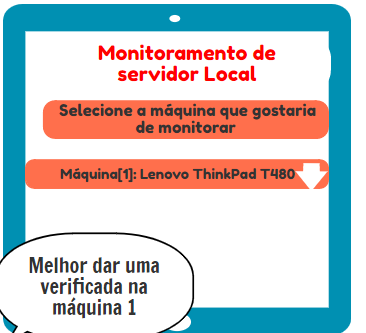 Monitoramento de
servidor Local
Selecione a máquina que gostaria
de monitorar
Máquina[1]: Lenovo ThinkPad T480
Melhor dar uma
verificada na
máquina 1